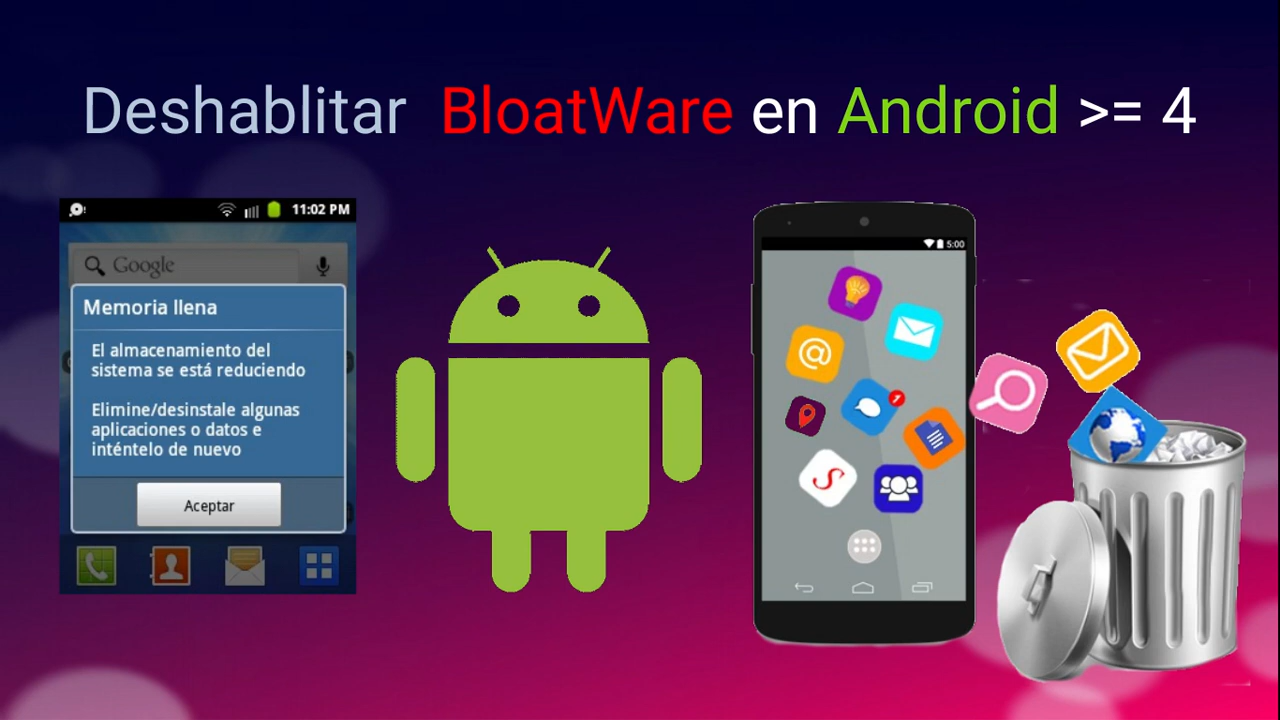 Deshablitar BloatWare en Android >= 4
11:02 PM
Google
Memoria llena
El almacenamiento del
sistema se está reduciendo
Elimine/desinstale algunas
aplicaciones o datos e
inténtelo de nuevo
Aceptar
5:00
@
1
S